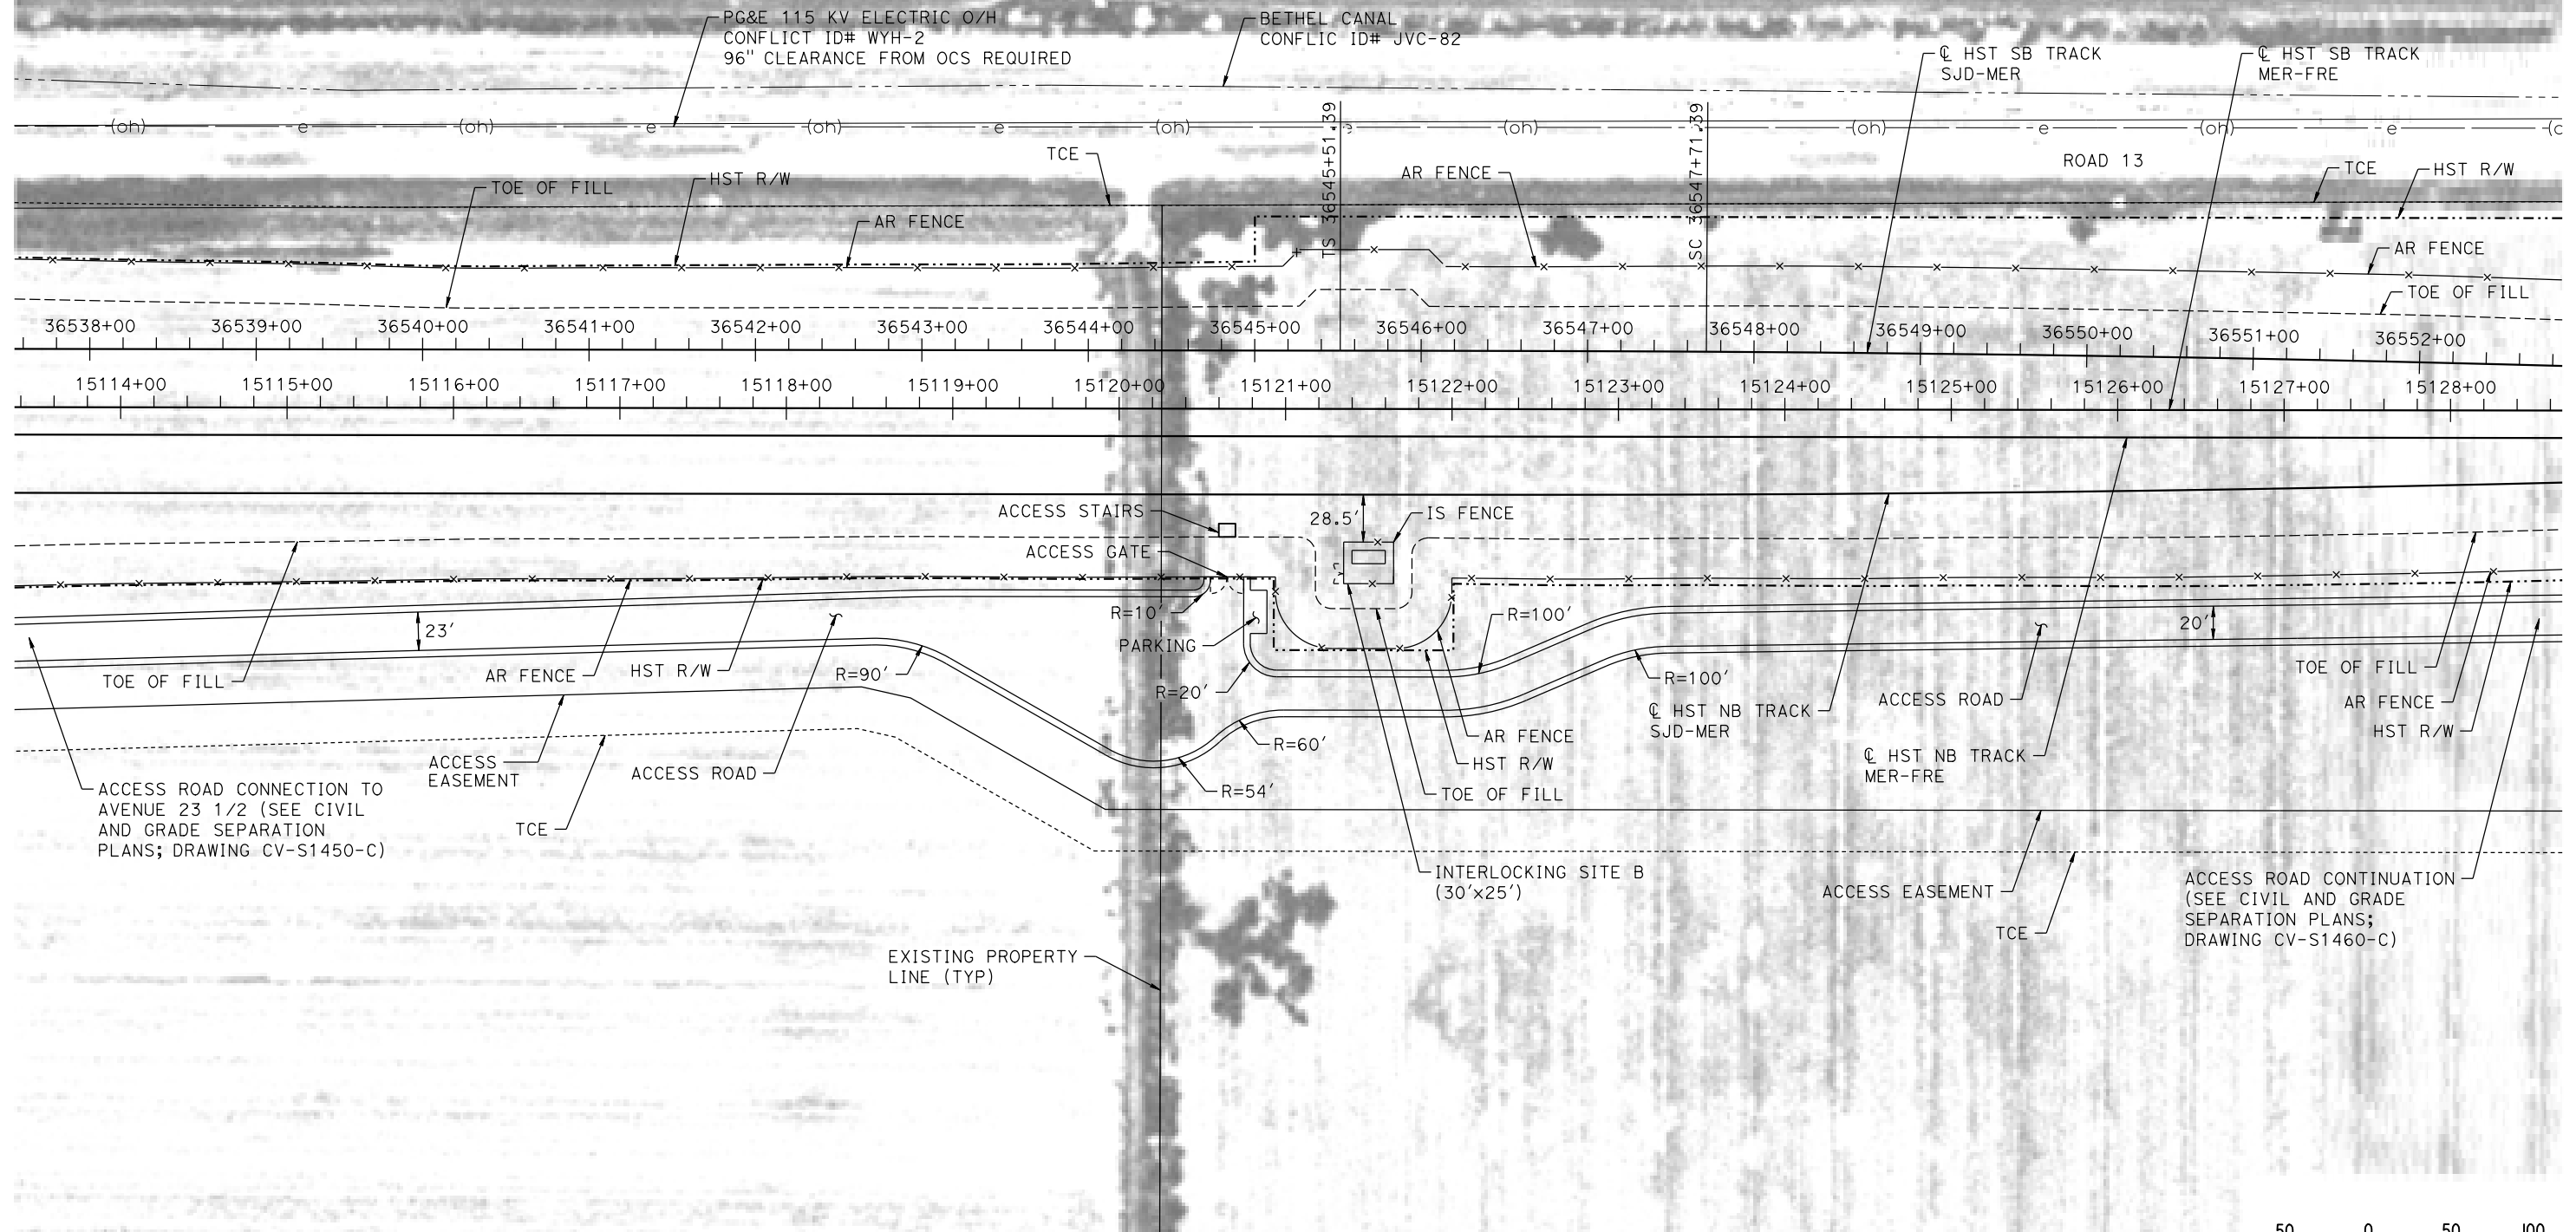 PG&E 115 KV ELECTRIC O/H
CONFLICT ID# WYH-2
96" CLEARANCE FROM OCS REQUIRED
BETHEL CANAL
CONFLIC ID# JVC-82
℄ HST SB TRACK
SJD-MER
℄ HST SB TRACK
MER-FRE
(oh) e (oh) e (oh) e (oh) e (oh) (oh) e (oh) e
TCE
TS 36545+51.39
SC 36547+71.39
ROAD 13
TOE OF FILL
HST R/W
AR FENCE
AR FENCE
TCE
HST R/W
AR FENCE
TOE OF FILL
36538+00 36539+00 36540+00 36541+00 36542+00 36543+00 36544+00 36545+00 36546+00 36547+00 36548+00 36549+00 36550+00 36551+00 36552+00
15114+00 15115+00 15116+00 15117+00 15118+00 15119+00 15120+00 15121+00 15122+00 15123+00 15124+00 15125+00 15126+00 15127+00 15128+00
ACCESS STAIRS
28.5'
IS FENCE
ACCESS GATE
R=10'
R=100'
23'
20'
PARKING
TOE OF FILL
AR FENCE
HST R/W
R=90'
R=20'
R=100'
TOE OF FILL
℄ HST NB TRACK
SJD-MER
ACCESS ROAD
AR FENCE
R=60'
AR FENCE
HST R/W
℄ HST NB TRACK
MER-FRE
HST R/W
ACCESS
EASEMENT
ACCESS ROAD
R=54'
TOE OF FILL
ACCESS ROAD CONNECTION TO
AVENUE 23 1/2 (SEE CIVIL
AND GRADE SEPARATION
PLANS; DRAWING CV-S1450-C)
TCE
INTERLOCKING SITE B
(30'x25')
ACCESS EASEMENT
ACCESS ROAD CONTINUATION
(SEE CIVIL AND GRADE
SEPARATION PLANS;
DRAWING CV-S1460-C)
TCE
EXISTING PROPERTY
LINE (TYP)
50 0 50 100